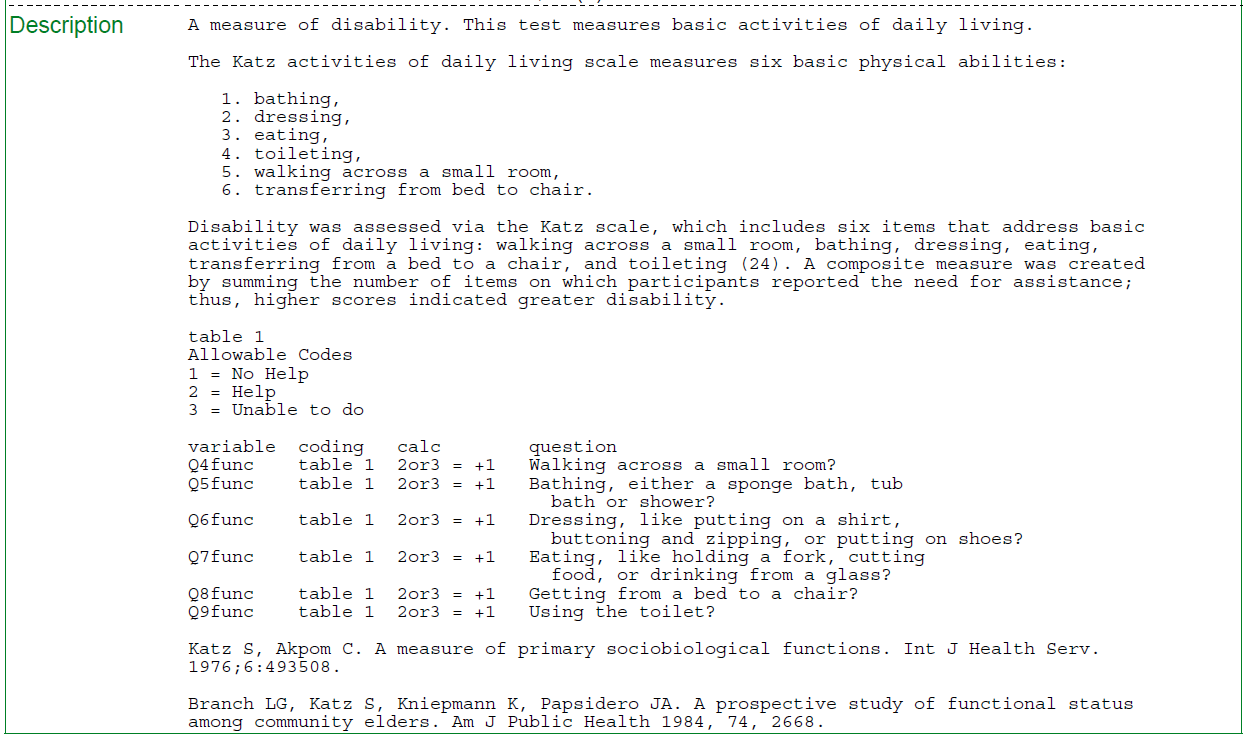 Description
A measure of disability. This test measures basic activities of daily living.
The Katz activities of daily living scale measures six basic physical abilities:
1. bathing,
2. dressing,
3. eating,
4. toileting,
5. walking across a small room,
6. transferring from bed to chair.
Disability was assessed via the Katz scale, which includes six items that address basic
activities of daily living: walking across a small room, bathing, dressing, eating,
transferring from a bed to a chair, and toileting (24). A composite measure was created
by summing the number of items on which participants reported the need for assistance;
thus, higher scores indicated greater disability.
table 1
Allowable Codes
1 = No Help
2 = Help
3 = Unable to do
variable coding calc question
Q4func table 1 2or3 = +1 Walking across a small room?
Q5func table 1 2or3 = +1 Bathing, either a sponge bath, tub
bath or shower?
Q6func table 1 2or3 = +1 Dressing, like putting on a shirt,
buttoning and zipping, or putting on shoes?
Q7func table 1 2or3 = +1 Eating, like holding a fork, cutting
food, or drinking from a glass?
Q8func table 1 2or3 = +1 Getting from a bed to a chair?
Q9func table 1 2or3 = +1 Using the toilet?
Katz S, Akpom C. A measure of primary sociobiological functions. Int J Health Serv.
1976;6:493508.
Branch LG, Katz S, Kniepmann K, Papsidero JA. A prospective study of functional status
among community elders. Am J Public Health 1984, 74, 2668.